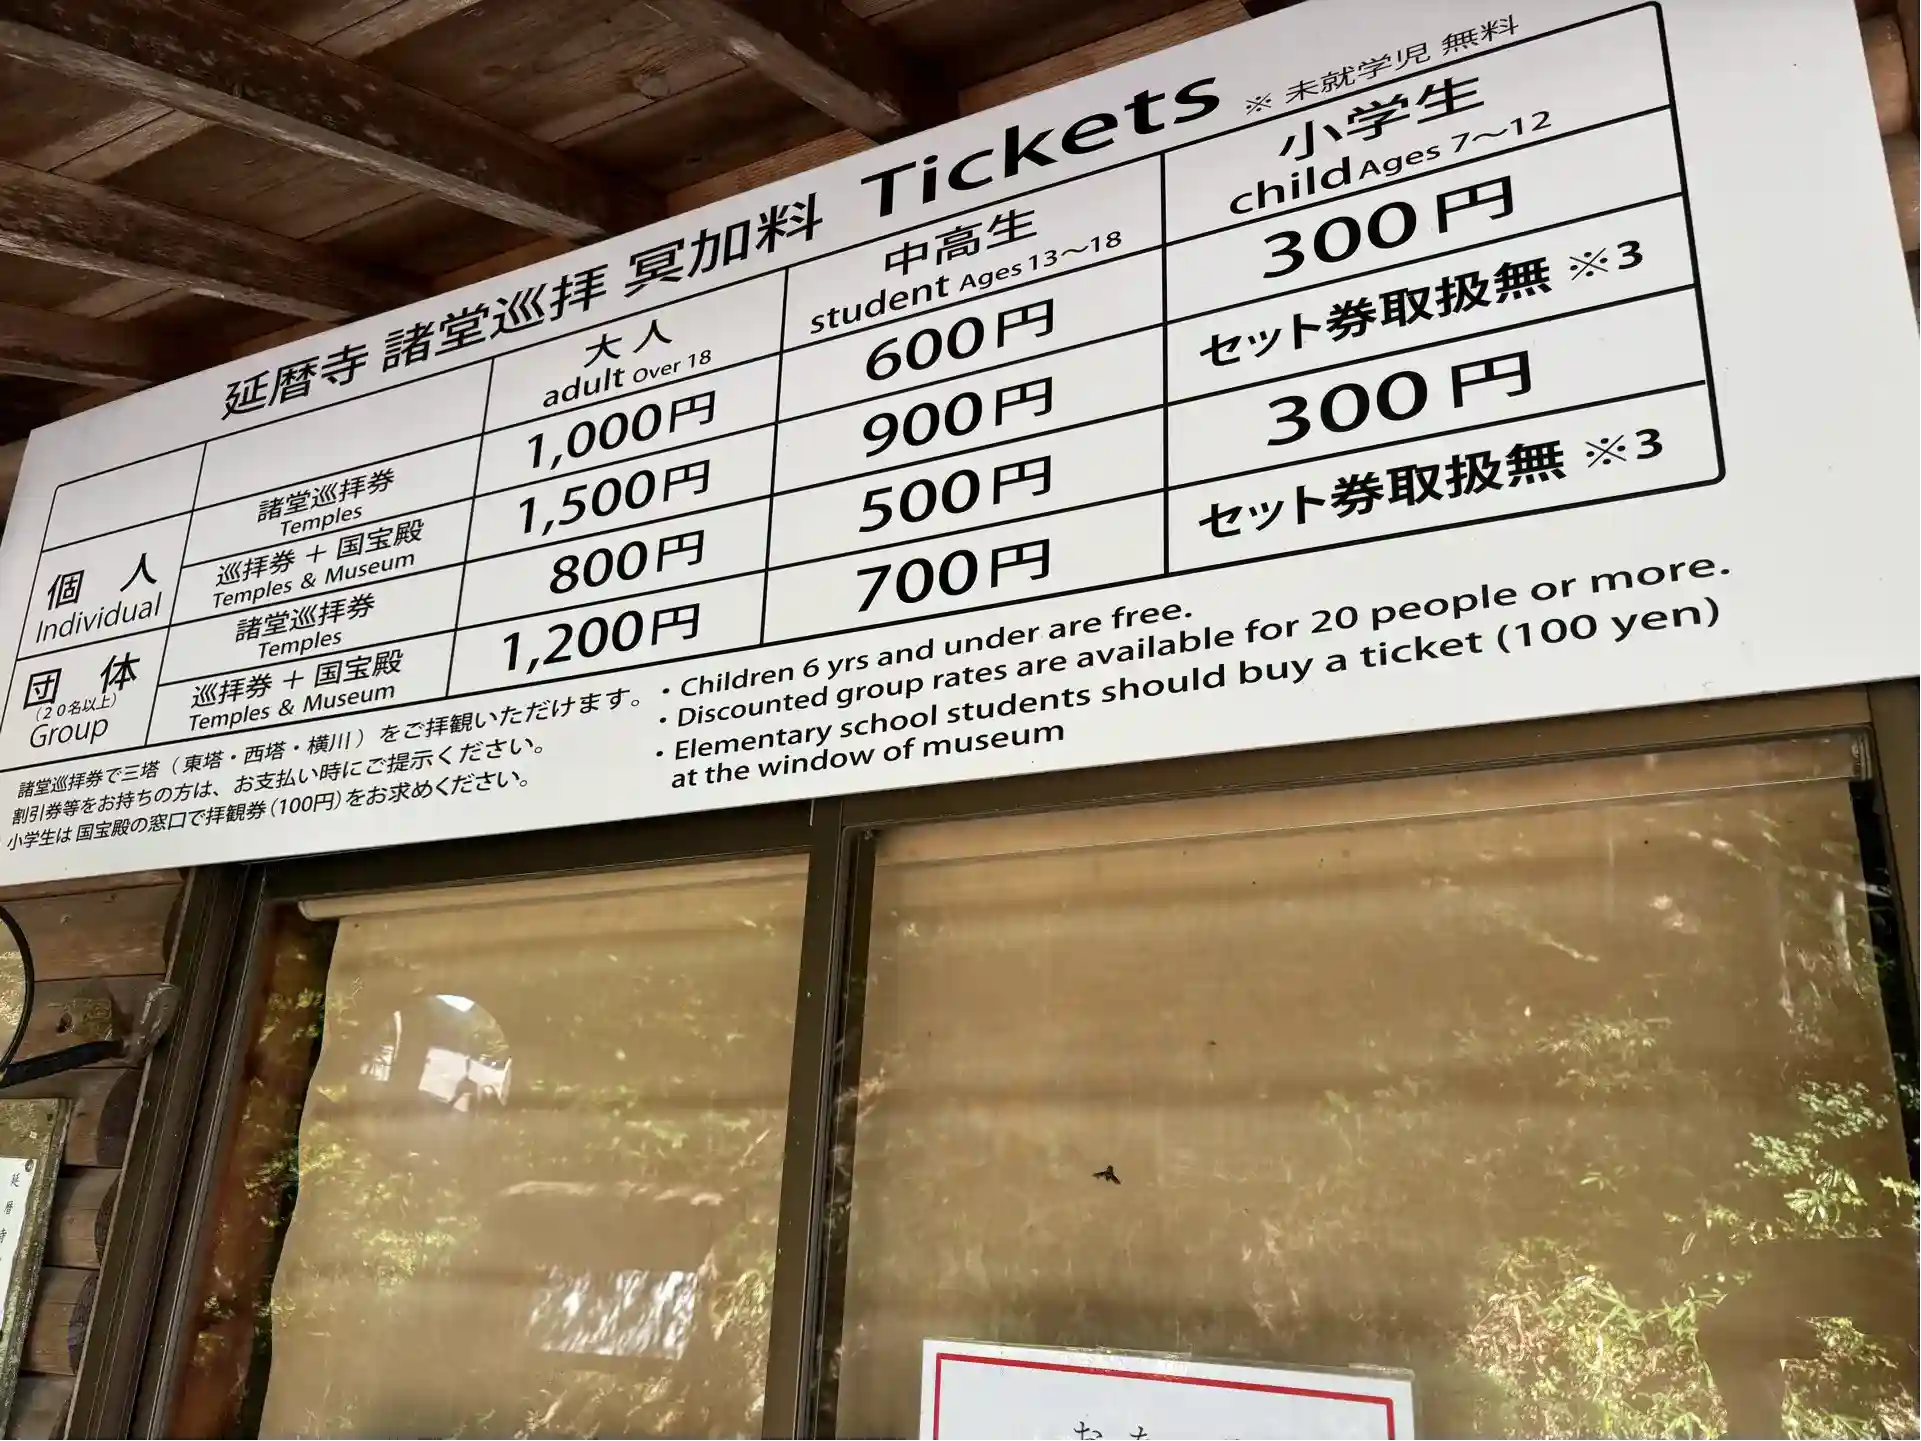 延暦寺 諸堂巡拝 冥加料 Tickets ※ 未就学児 無料
大人
adult Over 18
中高生
student Ages 13～18
小学生
child Ages 7～12
個人
Individual
諸堂巡拝券
Temples
1,000円
600円
300円
巡拝券 + 国宝殿
Temples & Museum
1,500円
900円
セット券取扱無 ※3
団体
(20名以上)
Group
諸堂巡拝券
Temples
800円
500円
300円
巡拝券 + 国宝殿
Temples & Museum
1,200円
700円
セット券取扱無 ※3
諸堂巡拝券で三塔（東塔・西塔・横川）をご拝観いただけます。
割引券等をお持ちの方は、お支払い時にご提示ください。
小学生は国宝殿の窓口で拝観券(100円)をお求めください。
・Children 6 yrs and under are free.
・Discounted group rates are available for 20 people or more.
・Elementary school students should buy a ticket (100 yen)
at the window of museum
延暦寺